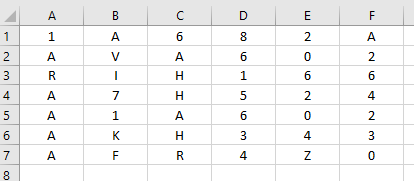 A B C D E F
1 1 A 6 8 2 A
2 A V A 6 0 2
3 R I H 1 6 6
4 A 7 H 5 2 4
5 A 1 A 6 0 2
6 A K H 3 4 3
7 A F R 4 Z 0
8